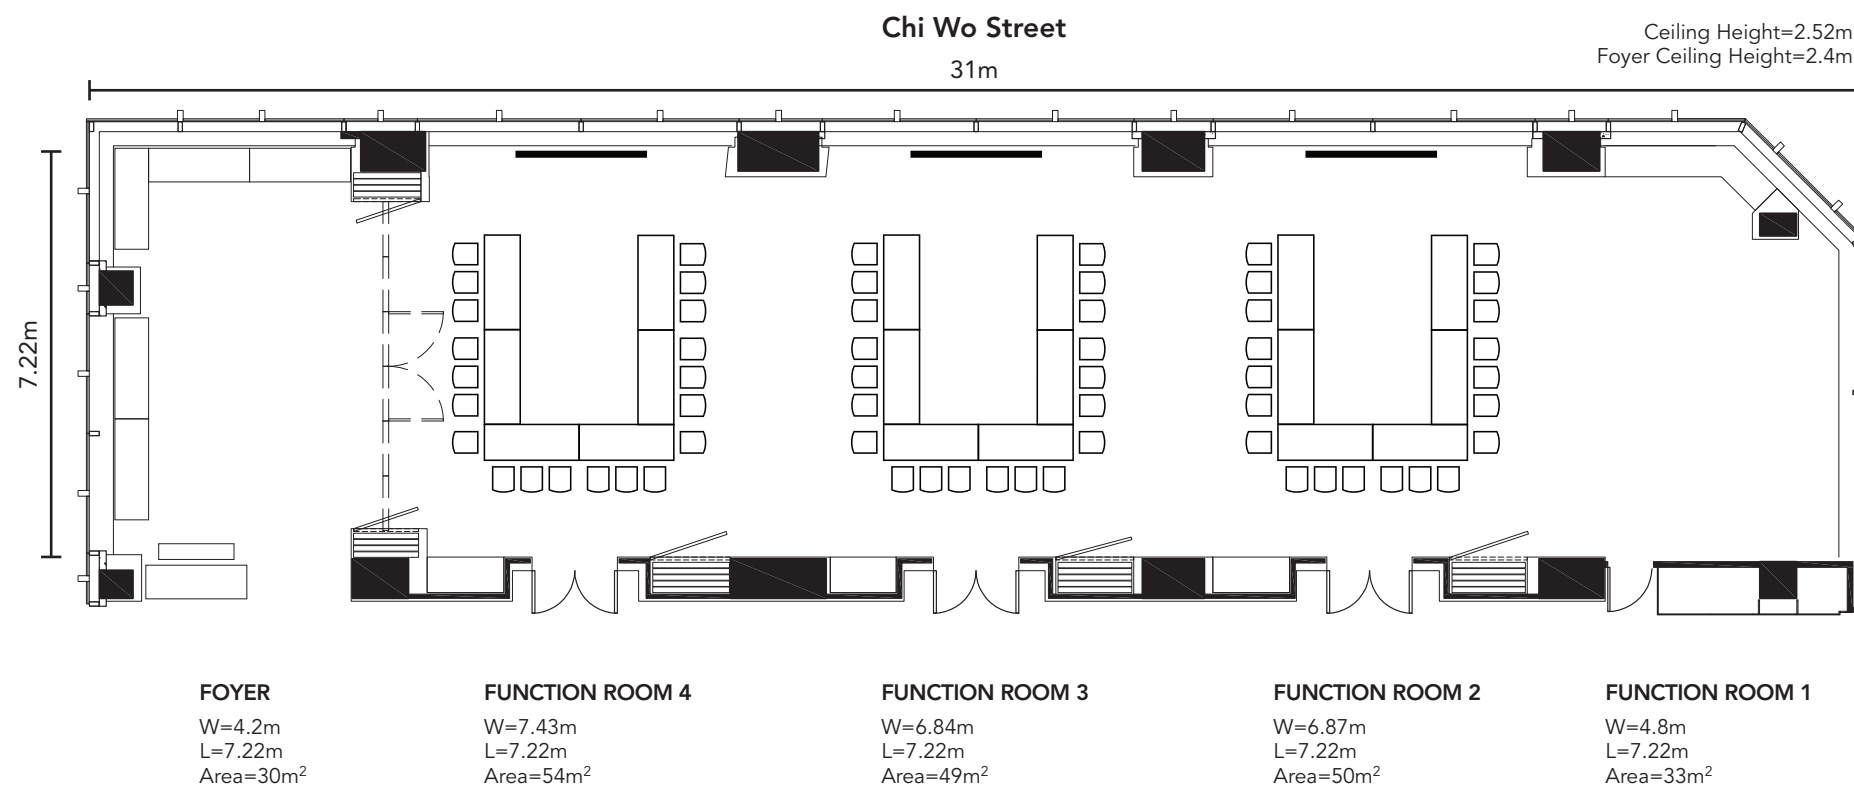 Chi Wo Street
Ceiling Height=2.52m
Foyer Ceiling Height=2.4m
31m
7.22m
FOYER
W=4.2m
L=7.22m
Area=30m²
FUNCTION ROOM 4
W=7.43m
L=7.22m
Area=54m²
FUNCTION ROOM 3
W=6.84m
L=7.22m
Area=49m²
FUNCTION ROOM 2
W=6.87m
L=7.22m
Area=50m²
FUNCTION ROOM 1
W=4.8m
L=7.22m
Area=33m²